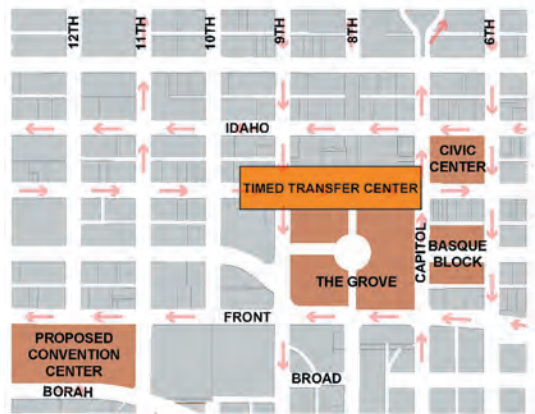 12TH
11TH
10TH
9TH
8TH
6TH
IDAHO
CIVIC
CENTER
TIMED TRANSFER CENTER
CAPITOL
BASQUE
BLOCK
THE GROVE
FRONT
PROPOSED
CONVENTION
CENTER
BROAD
BORAH